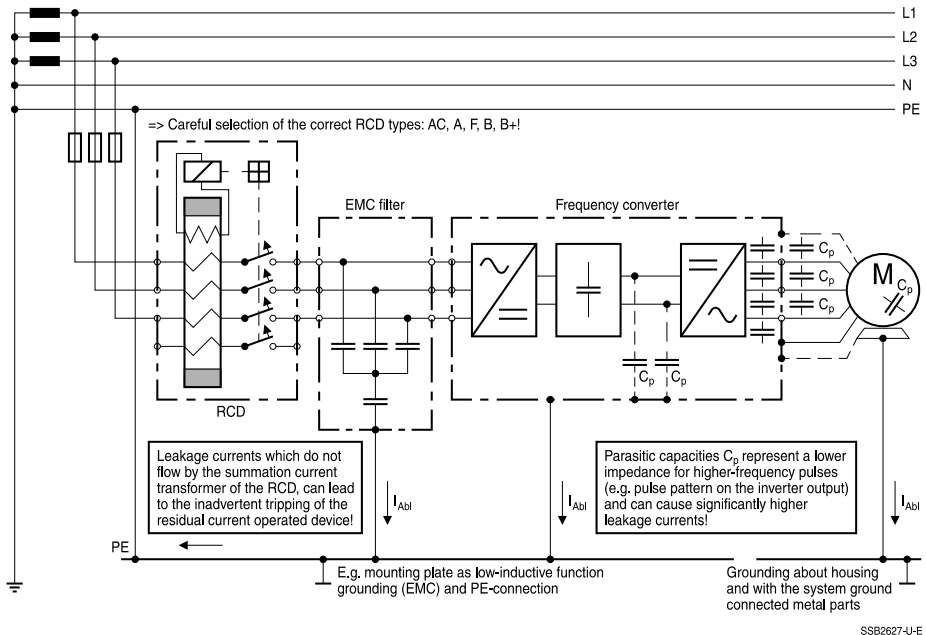 L1
L2
L3
N
PE
=> Careful selection of the correct RCD types: AC, A, F, B, B+!
EMC filter
Frequency converter
Cp
Cp
Cp
M
Cp
Cp
Cp
RCD
Leakage currents which do not
flow by the summation current
transformer of the RCD, can lead
to the inadvertent tripping of the
residual current operated device!
IAbl
IAbl
Parasitic capacities Cp represent a lower
impedance for higher-frequency pulses
(e.g. pulse pattern on the inverter output)
and can cause significantly higher
leakage currents!
IAbl
PE
E.g. mounting plate as low-inductive function
grounding (EMC) and PE-connection
Grounding about housing
and with the system ground
connected metal parts
SSB2627-U-E